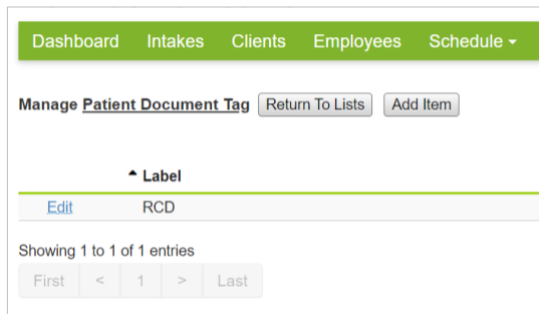 Dashboard Intakes Clients Employees Schedule
Manage Patient Document Tag Return To Lists Add Item
Label
Edit RCD
Showing 1 to 1 of 1 entries
First < 1 > Last